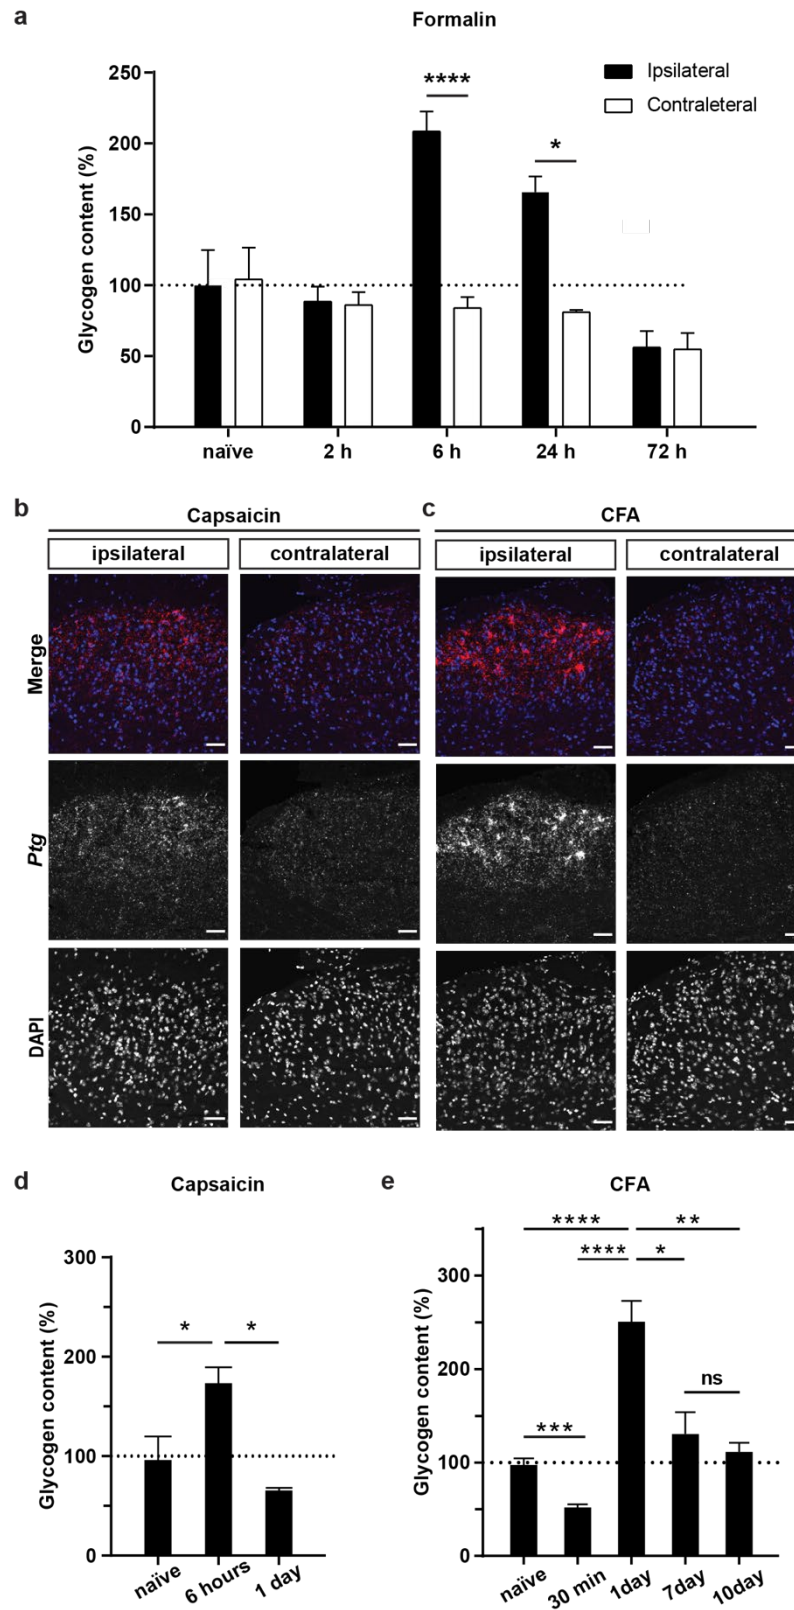 a
Formalin
250
200
150
100
50
0
Glycogen content (%)
****
*
Ipsilateral
Contraleteral
naïve 2 h 6 h 24 h 72 h
b
Capsaicin
c
CFA
ipsilateral contralateral ipsilateral contralateral
Merge
Ptg
DAPI
d
Capsaicin
300
200
100
0
Glycogen content (%)
* *
naïve 6 hours 1 day
e
CFA
**** **
**** *
ns
***
300
200
100
0
Glycogen content (%)
naïve 30 min 1day 7day 10day